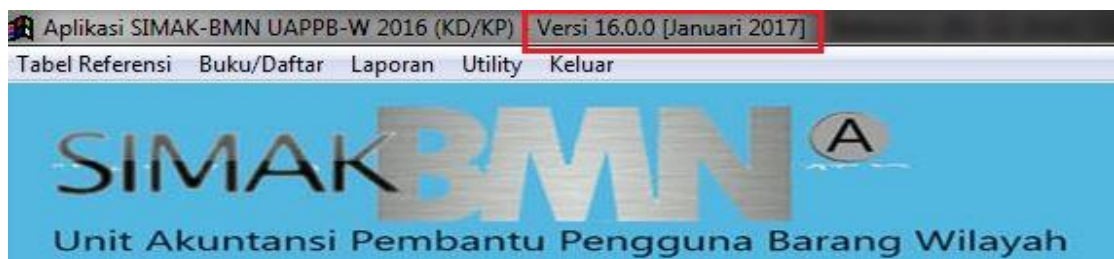 Aplikasi SIMAK-BMN UAPPB-W 2016 (KD/KP) - Versi 16.0.0 [Januari 2017]
Tabel Referensi Buku/Daftar Laporan Utility Keluar
SIMAK BMN A
Unit Akuntansi Pembantu Pengguna Barang Wilayah